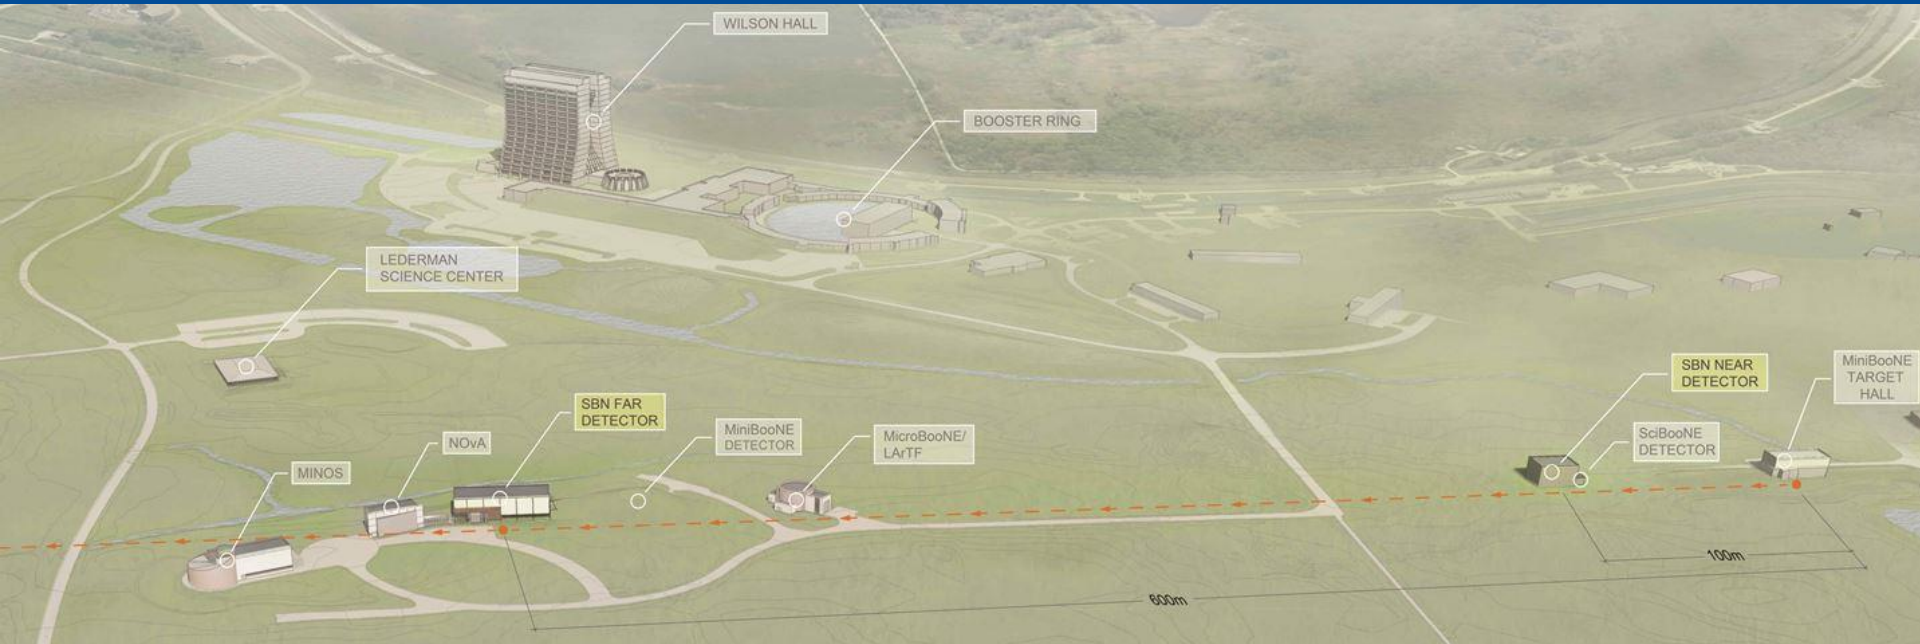 WILSON HALL
BOOSTER RING
LEDERMAN
SCIENCE CENTER
SBN NEAR
DETECTOR
MiniBooNE
TARGET
HALL
SBN FAR
DETECTOR
MiniBooNE
DETECTOR
MicroBooNE/
LArTF
SciBooNE
DETECTOR
NOvA
MINOS
100m
600m